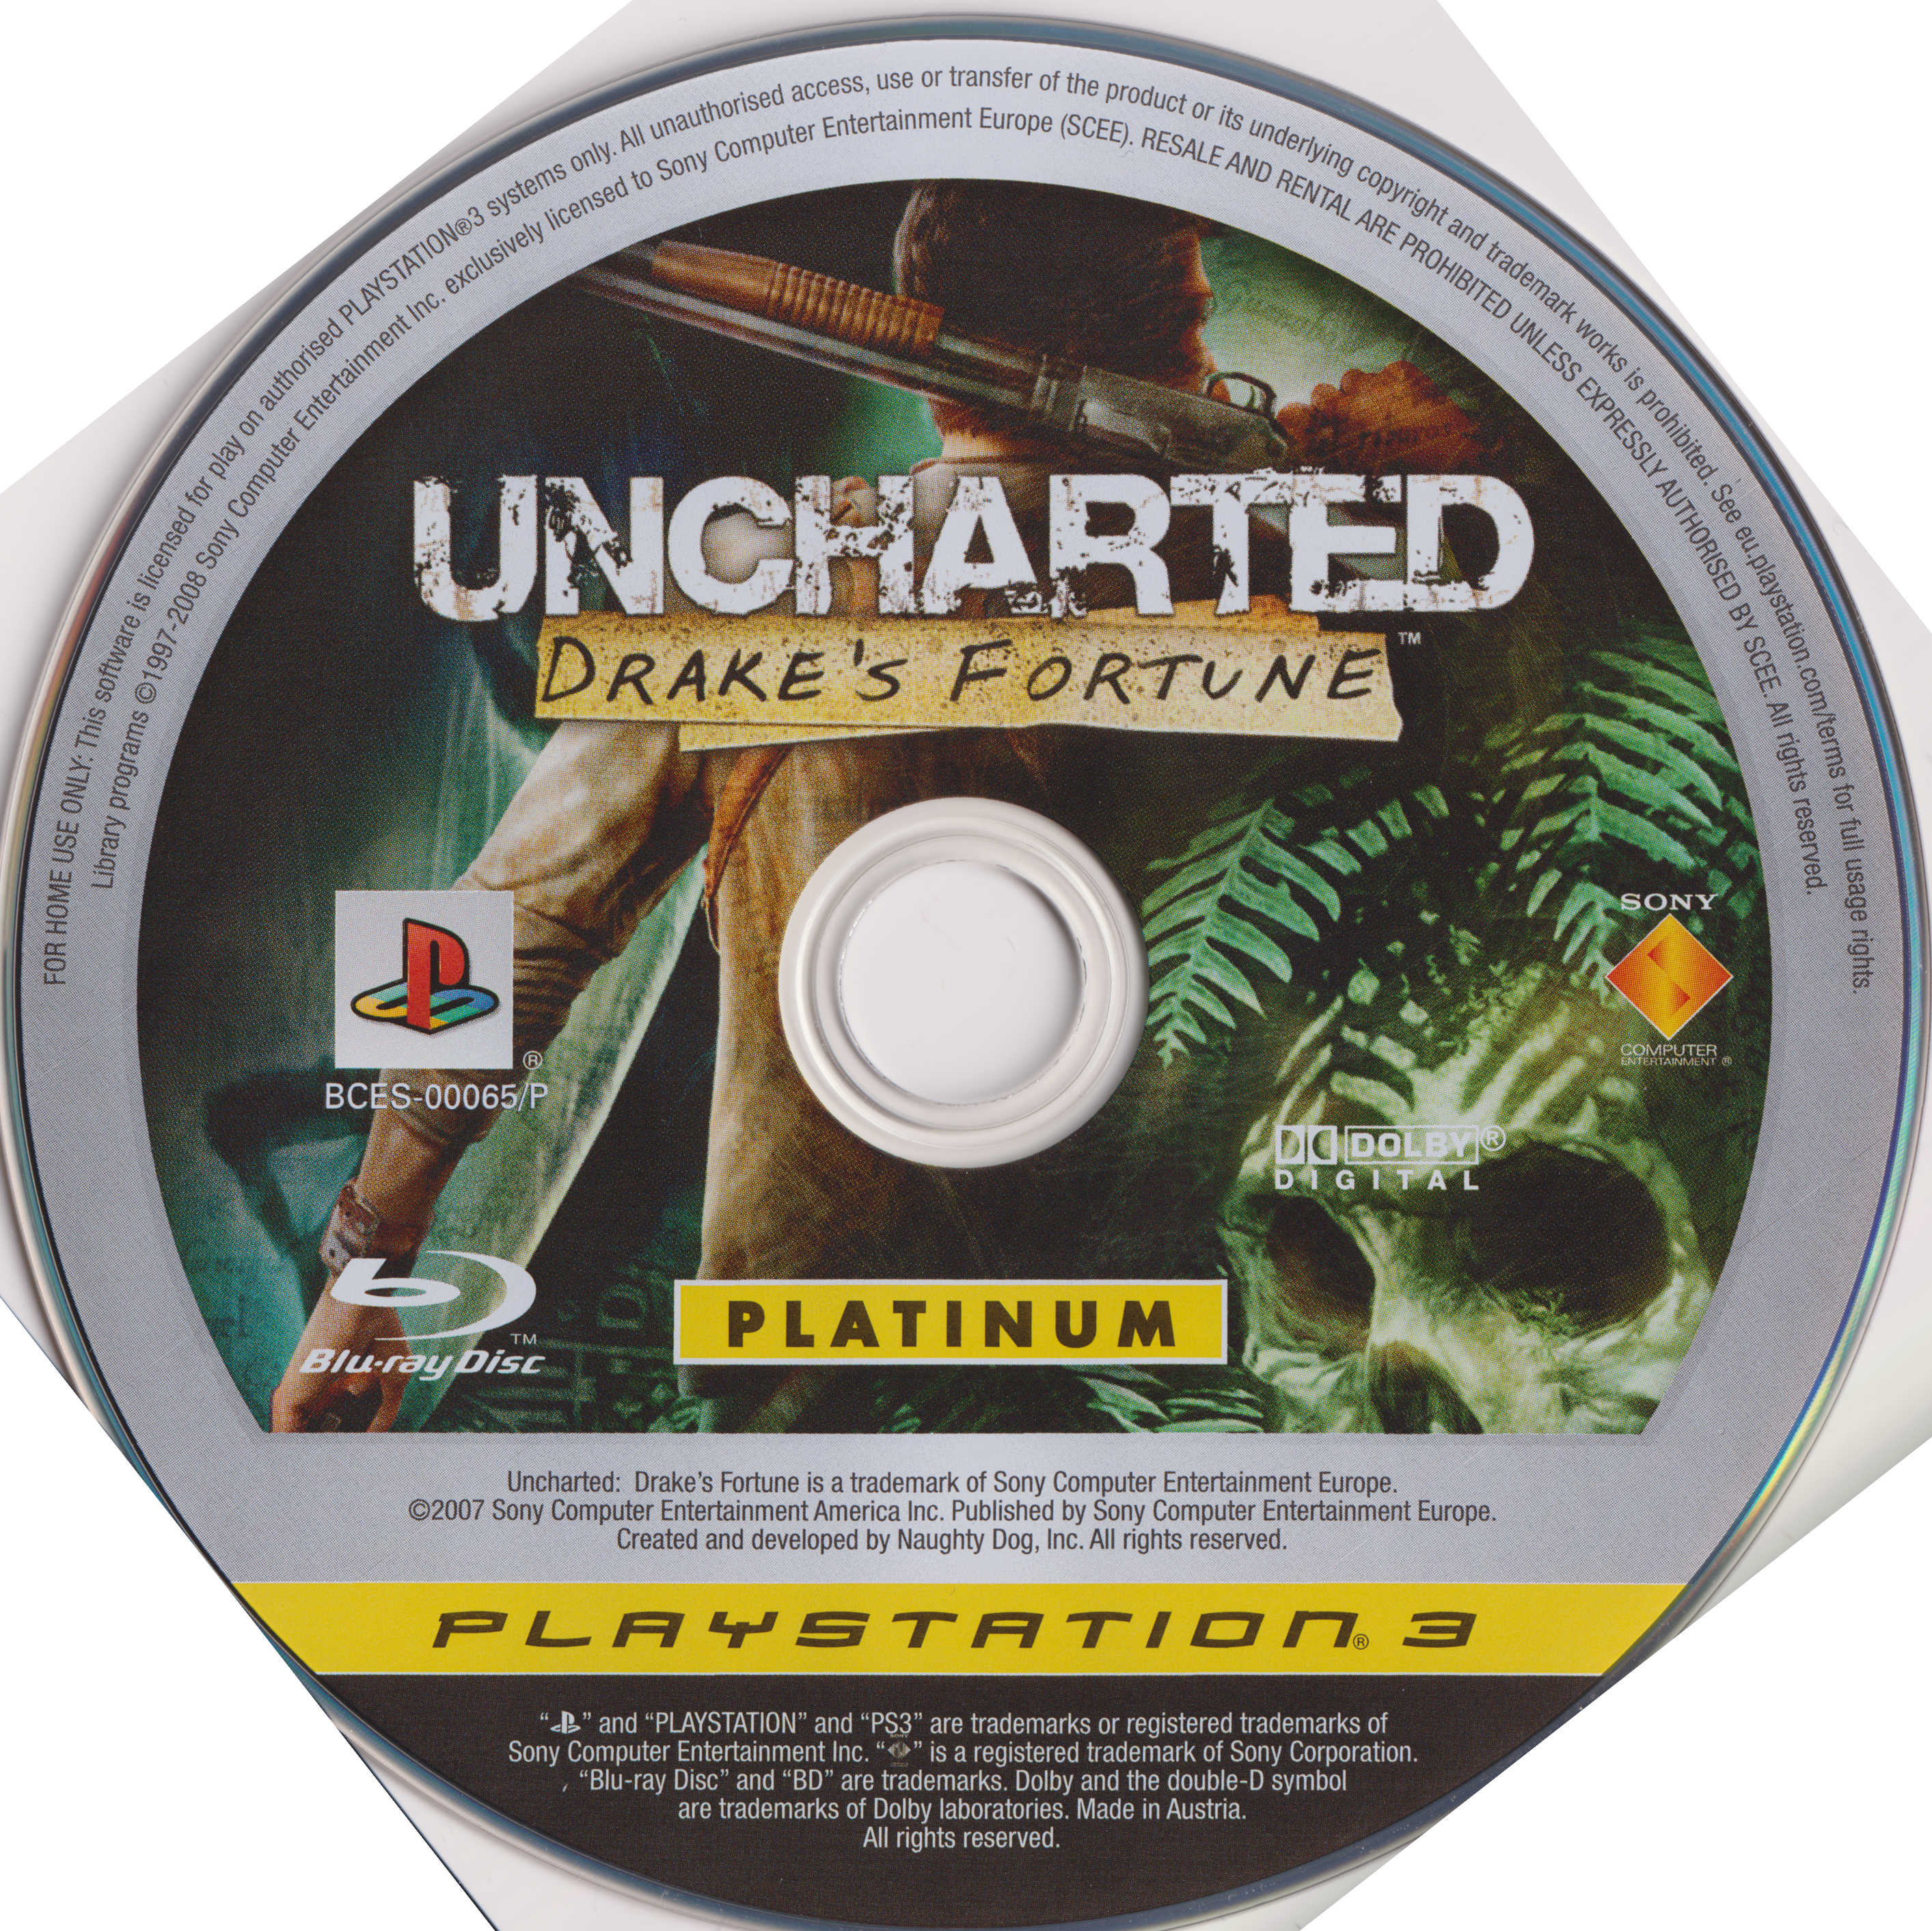 FOR HOME USE ONLY: This software is licensed for play on authorised PLAYSTATION®3 systems only. All unauthorised access, use or transfer of the product or its underlying copyright and trademark works is prohibited. See eu.playstation.com/terms for full usage rights.
Library programs ©1997-2008 Sony Computer Entertainment Inc. exclusively licensed to Sony Computer Entertainment Europe (SCEE). RESALE AND RENTAL ARE PROHIBITED UNLESS EXPRESSLY AUTHORISED BY SCEE. All rights reserved.
UNCHARTED
DRAKE'S FORTUNE™
SONY
COMPUTER
ENTERTAINMENT ®
®
BCES-00065/P
DOLBY®
DIGITAL
™
Blu-ray Disc
PLATINUM
Uncharted: Drake's Fortune is a trademark of Sony Computer Entertainment Europe.
©2007 Sony Computer Entertainment America Inc. Published by Sony Computer Entertainment Europe.
Created and developed by Naughty Dog, Inc. All rights reserved.
PLAYSTATION®3
“ ” and “PLAYSTATION” and “PS3” are trademarks or registered trademarks of
Sony Computer Entertainment Inc. “ ” is a registered trademark of Sony Corporation.
“Blu-ray Disc” and “BD” are trademarks. Dolby and the double-D symbol
are trademarks of Dolby laboratories. Made in Austria.
All rights reserved.